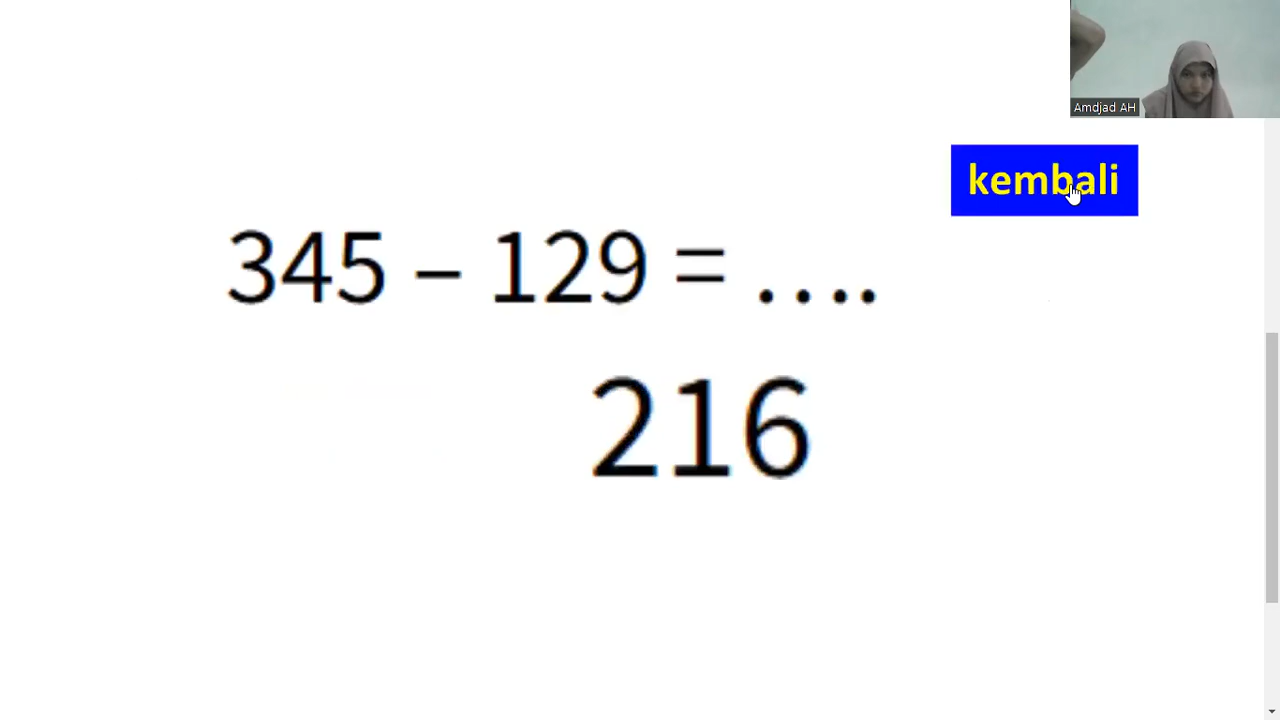 Amdjad AH
kembali
345 – 129 = ....
216